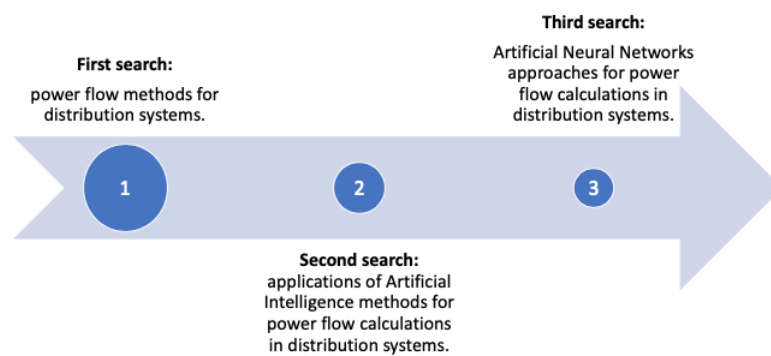 First search:
power flow methods for
distribution systems.
1
Second search:
applications of Artificial
Intelligence methods for
power flow calculations
in distribution systems.
2
Third search:
Artificial Neural Networks
approaches for power
flow calculations in
distribution systems.
3